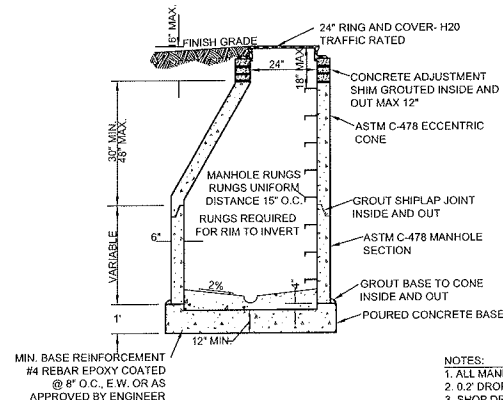 16" MAX.
FINISH GRADE
24" RING AND COVER- H20
TRAFFIC RATED
24"
18" MAX.
CONCRETE ADJUSTMENT
SHIM GROUTED INSIDE AND
OUT MAX 12"
ASTM C-478 ECCENTRIC
CONE
30" MIN.
48" MAX.
MANHOLE RUNGS
RUNGS UNIFORM
DISTANCE 15" O.C.
RUNGS REQUIRED
FOR RIM TO INVERT
GROUT SHIPLAP JOINT
INSIDE AND OUT
6"
VARIABLE
ASTM C-478 MANHOLE
SECTION
2%
GROUT BASE TO CONE
INSIDE AND OUT
1'
POURED CONCRETE BASE
12" MIN.
MIN. BASE REINFORCEMENT
#4 REBAR EPOXY COATED
@ 8" O.C., E.W. OR AS
APPROVED BY ENGINEER
NOTES:
1. ALL MAN
2. 0.2' DROP
3. SHOP DR